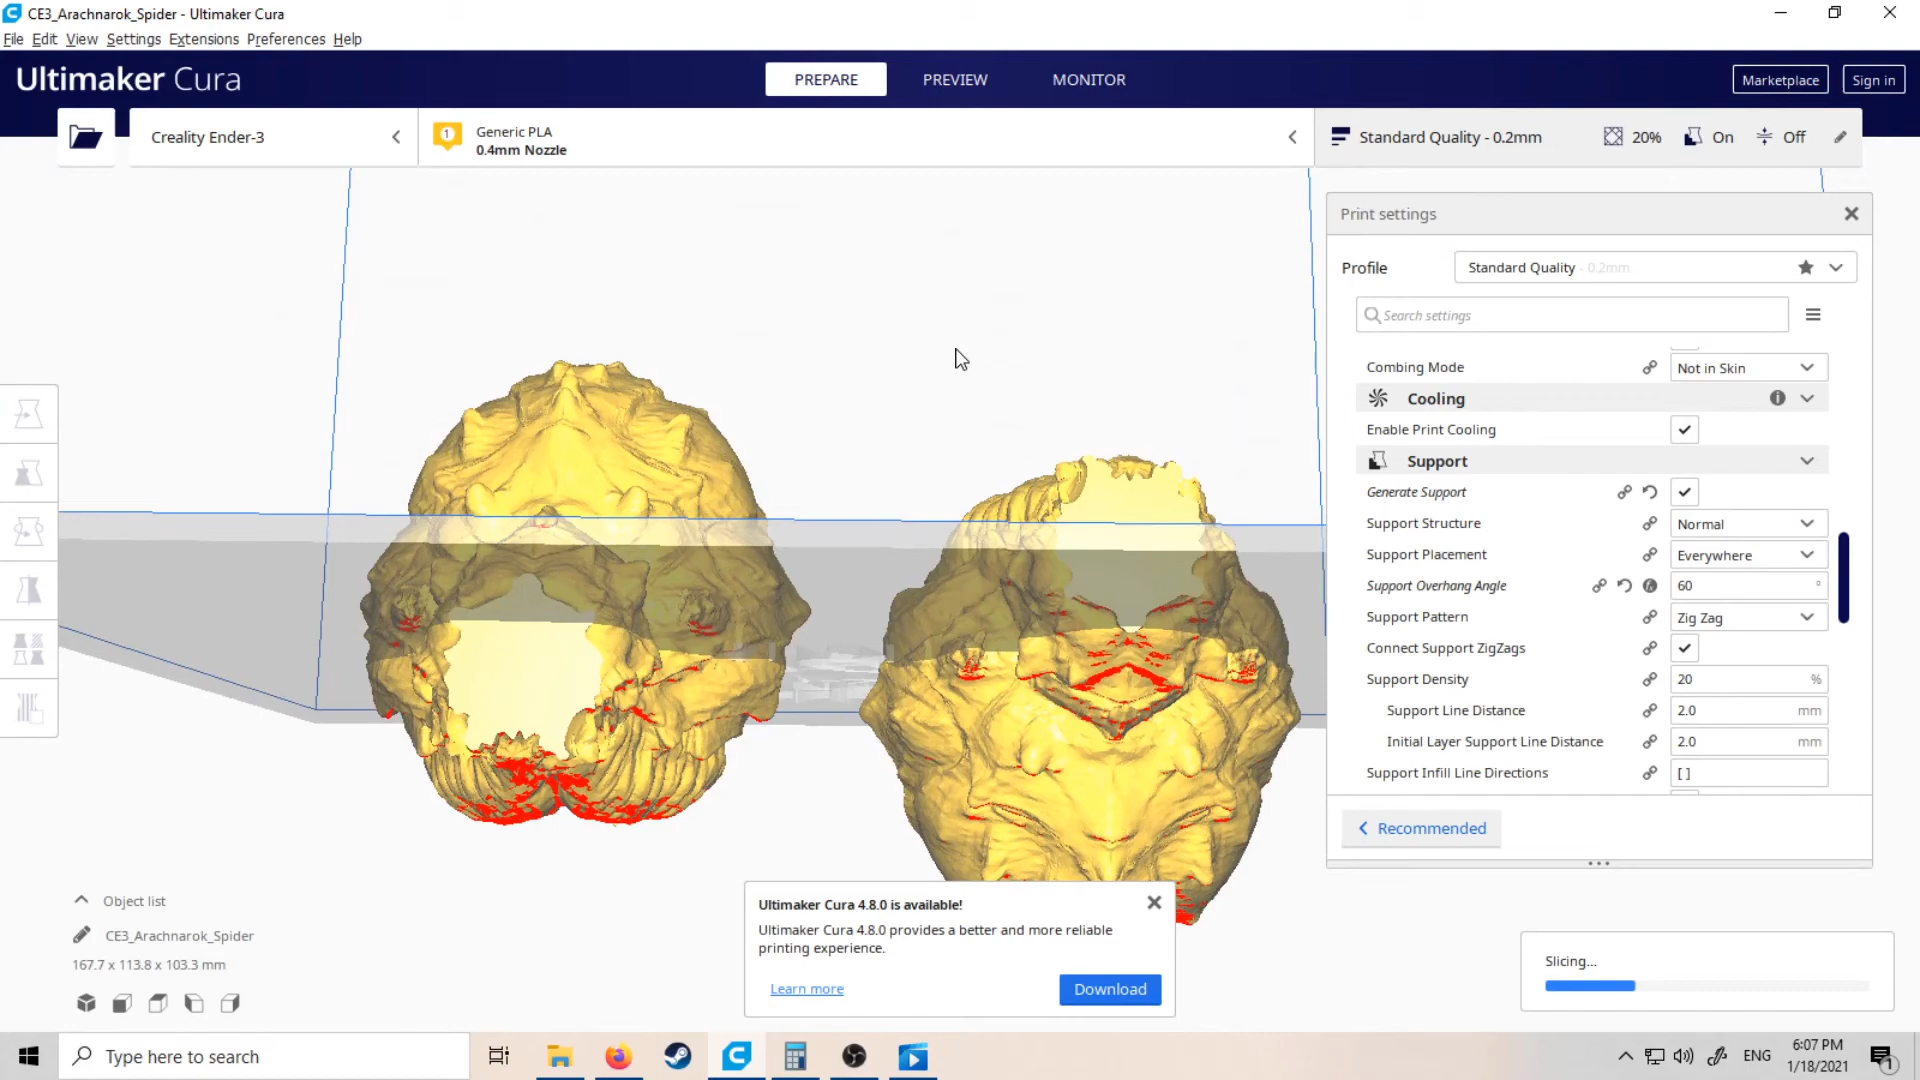 CE3_Arachnarok_Spider - Ultimaker Cura
File Edit View Settings Extensions Preferences Help
Ultimaker Cura
PREPARE
PREVIEW
MONITOR
Marketplace
Sign in
Creality Ender-3
1
Generic PLA
0.4mm Nozzle
Standard Quality - 0.2mm
20%
On
Off
Print settings
Profile
Standard Quality - 0.2mm
Search settings
Combing Mode
Not in Skin
Cooling
Enable Print Cooling
Support
Generate Support
Support Structure
Normal
Support Placement
Everywhere
Support Overhang Angle
60 °
Support Pattern
Zig Zag
Connect Support ZigZags
Support Density
20 %
Support Line Distance
2.0 mm
Initial Layer Support Line Distance
2.0 mm
Support Infill Line Directions
[ ]
Recommended
Object list
CE3_Arachnarok_Spider
167.7 x 113.8 x 103.3 mm
Ultimaker Cura 4.8.0 is available!
Ultimaker Cura 4.8.0 provides a better and more reliable
printing experience.
Learn more
Download
Slicing...
Type here to search
ENG
6:07 PM
1/18/2021
1